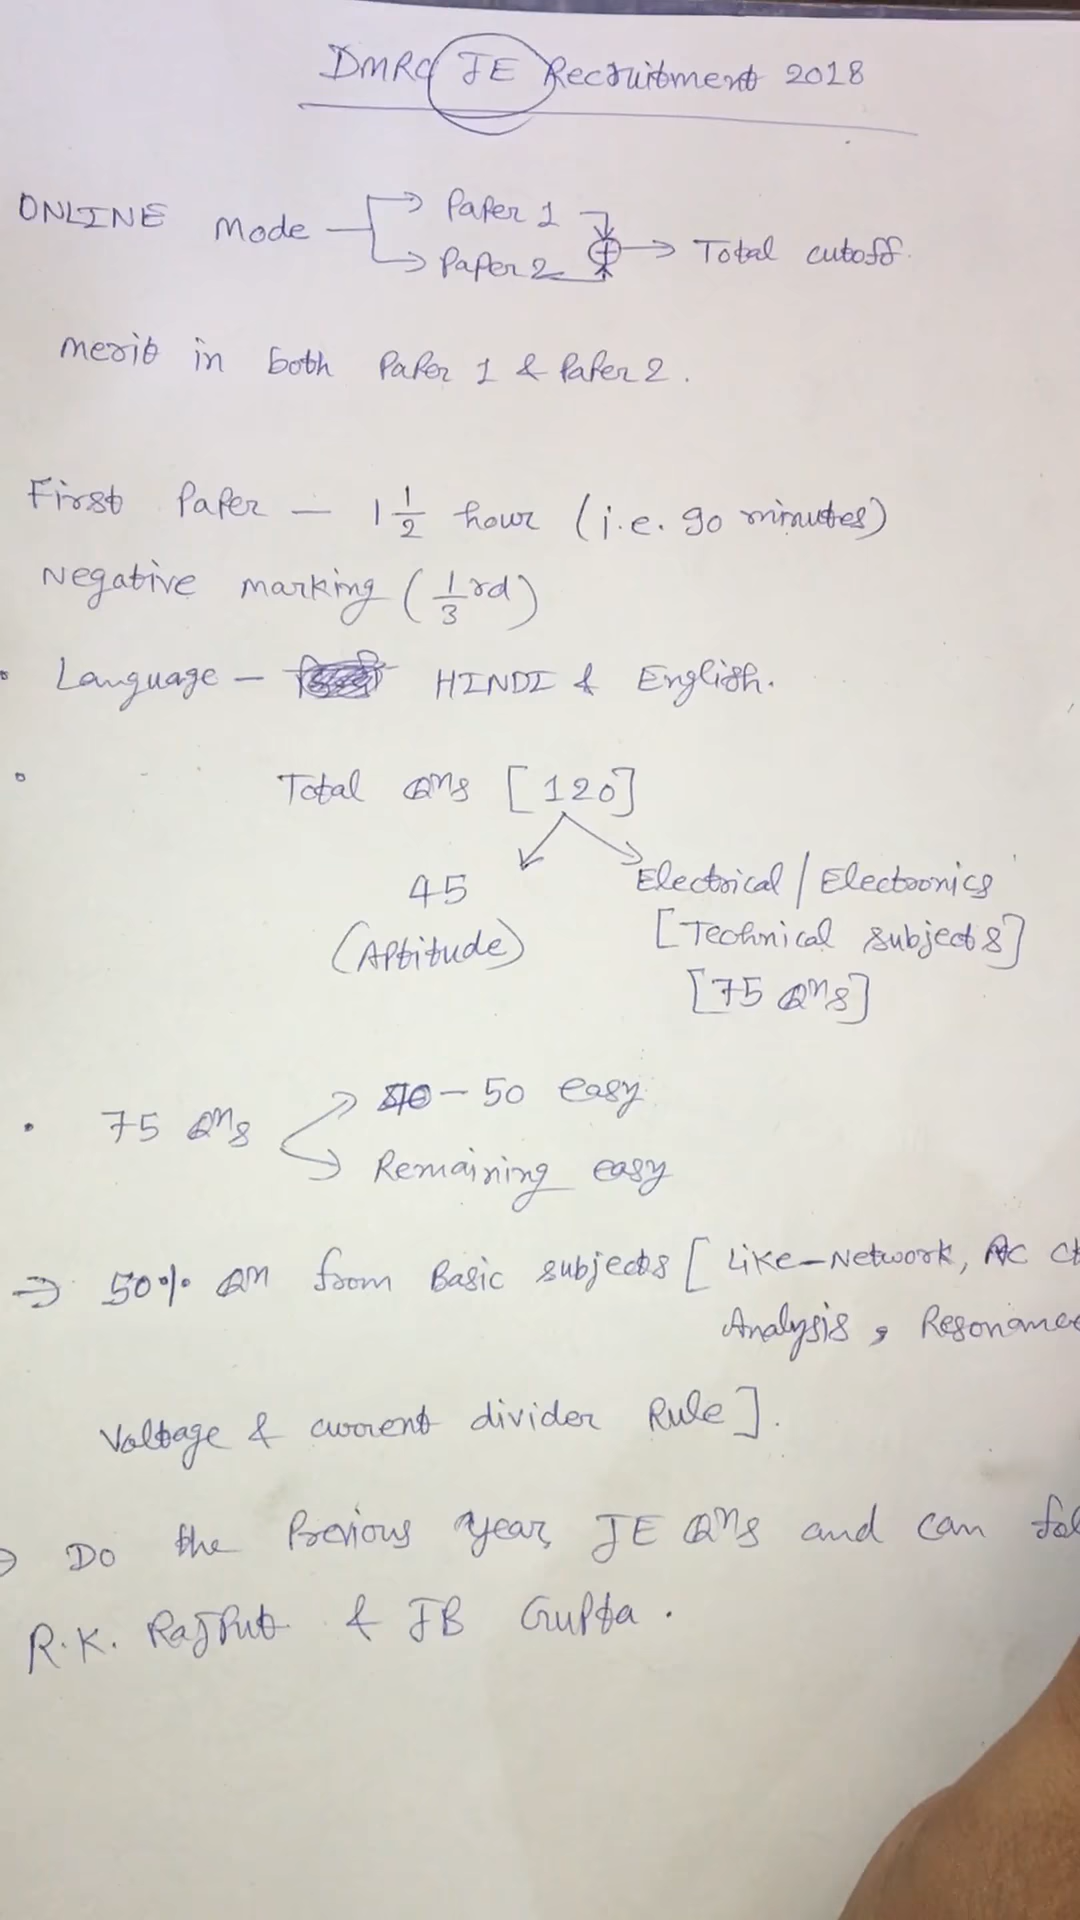 DMRC JE Recruitment 2018
ONLINE Mode → Paper 1
→ Paper 2
+ → Total cutoff.
merit in both Paper 1 & Paper 2.
First Paper — 1 1/2 hour (i.e. 90 minutes)
Negative marking (1/3 rd)
• Language — HINDI & English.
Total Qns [120]
45
(Aptitude)
Electrical / Electronics
[Technical subjects]
[75 Qns]
• 75 Qns → 40 - 50 easy
→ Remaining easy
⇒ 50% Qn from Basic subjects [Like-Network, AC
Analysis, Resonance
Voltage & current divider Rule].
⇒ Do the Previous year JE Qns and can
R.K. Rajput & JB Gupta.